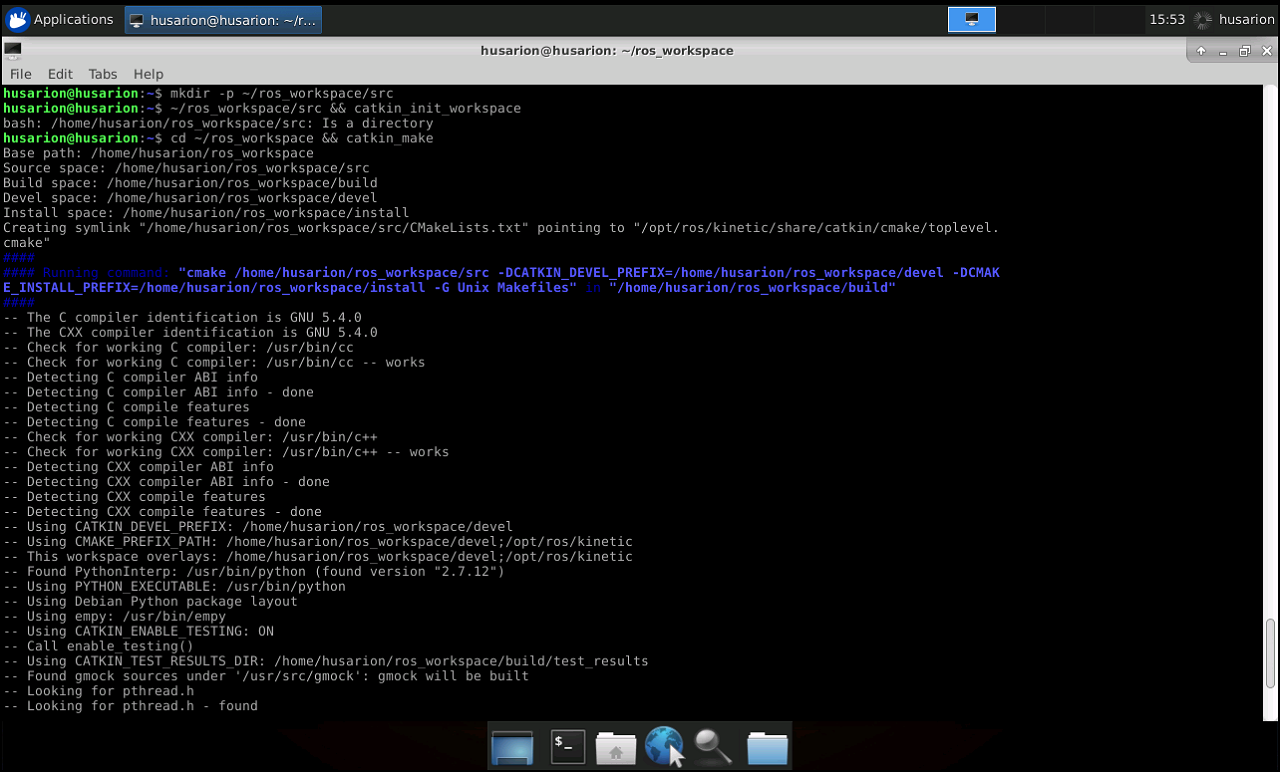 Applications
husarion@husarion: ~/r...
15:53
husarion
husarion@husarion: ~/ros_workspace
File Edit Tabs Help
husarion@husarion:~$ mkdir -p ~/ros_workspace/src
husarion@husarion:~$ ~/ros_workspace/src && catkin_init_workspace
bash: /home/husarion/ros_workspace/src: Is a directory
husarion@husarion:~$ cd ~/ros_workspace && catkin_make
Base path: /home/husarion/ros_workspace
Source space: /home/husarion/ros_workspace/src
Build space: /home/husarion/ros_workspace/build
Devel space: /home/husarion/ros_workspace/devel
Install space: /home/husarion/ros_workspace/install
Creating symlink "/home/husarion/ros_workspace/src/CMakeLists.txt" pointing to "/opt/ros/kinetic/share/catkin/cmake/toplevel.
cmake"
####
#### Running command: "cmake /home/husarion/ros_workspace/src -DCATKIN_DEVEL_PREFIX=/home/husarion/ros_workspace/devel -DCMAK
E_INSTALL_PREFIX=/home/husarion/ros_workspace/install -G Unix Makefiles" in "/home/husarion/ros_workspace/build"
####
-- The C compiler identification is GNU 5.4.0
-- The CXX compiler identification is GNU 5.4.0
-- Check for working C compiler: /usr/bin/cc
-- Check for working C compiler: /usr/bin/cc -- works
-- Detecting C compiler ABI info
-- Detecting C compiler ABI info - done
-- Detecting C compile features
-- Detecting C compile features - done
-- Check for working CXX compiler: /usr/bin/c++
-- Check for working CXX compiler: /usr/bin/c++ -- works
-- Detecting CXX compiler ABI info
-- Detecting CXX compiler ABI info - done
-- Detecting CXX compile features
-- Detecting CXX compile features - done
-- Using CATKIN_DEVEL_PREFIX: /home/husarion/ros_workspace/devel
-- Using CMAKE_PREFIX_PATH: /home/husarion/ros_workspace/devel;/opt/ros/kinetic
-- This workspace overlays: /home/husarion/ros_workspace/devel;/opt/ros/kinetic
-- Found PythonInterp: /usr/bin/python (found version "2.7.12")
-- Using PYTHON_EXECUTABLE: /usr/bin/python
-- Using Debian Python package layout
-- Using empy: /usr/bin/empy
-- Using CATKIN_ENABLE_TESTING: ON
-- Call enable_testing()
-- Using CATKIN_TEST_RESULTS_DIR: /home/husarion/ros_workspace/build/test_results
-- Found gmock sources under '/usr/src/gmock': gmock will be built
-- Looking for pthread.h
-- Looking for pthread.h - found
$_